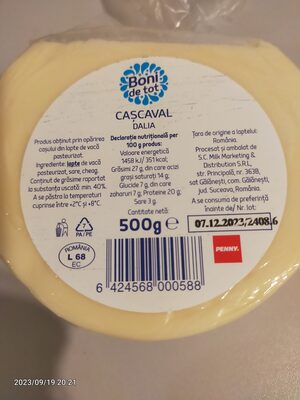 Boni
de tot
CAȘCAVAL
DALIA
Produs obținut prin opărirea
cașului din lapte de vacă
pasteurizat.
Ingrediente: lapte de vacă
pasteurizat, sare, cheag.
Conținut de grăsime raportat
la substanța uscată: min. 40%.
A se păstra la temperaturi
cuprinse între +2°C și +8°C.
Declarație nutrițională per
100 g produs:
Valoare energetică
1458 kJ/ 351 kcal;
Grăsimi 27 g, din care acizi
grași saturați 14 g;
Glucide 7 g, din care
zaharuri 7 g; Proteine 20 g,
Sare 3 g.
Cantitate netă:
500g e
Țara de origine a laptelui:
România.
Procesat și ambalat de
S.C. Milk Marketing &
Distribution S.R.L,
str. Principală, nr. 363B,
sat Gălănești, com. Gălănești,
jud. Suceava, România.
A se consuma de preferință
înainte de/ Nr. lot:
07.12.2023/2408.6
PA/PE
ROMÂNIA
L 68
EC
PENNY.
6 424568 000588
2023/09/19 20:21